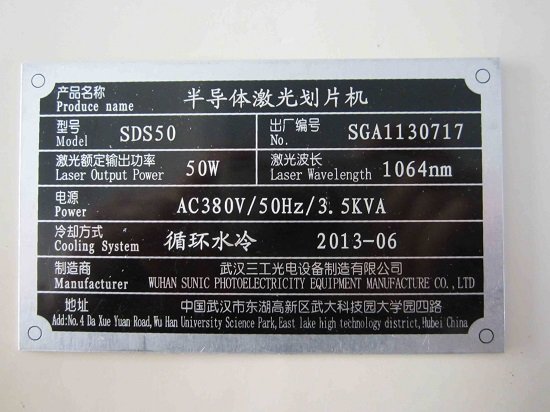 产品名称 半导体激光划片机
Produce name
型号 SDS50 出厂编号 SGA1130717
Model No.
激光额定输出功率 50W 激光波长 1064nm
Laser Output Power Laser Wavelength
电源 AC380V/50Hz/3.5KVA
Power
冷却方式 循环水冷 2013-06
Cooling System
制造商 武汉三工光电设备制造有限公司
Manufacturer WUHAN SUNIC PHOTOELECTRICITY EQUIPMENT MANUFACTURE CO.,LTD
地址 中国武汉市东湖高新区武大科技园大学园四路
Add:No.4 Da Xue Yuan Road,Wu Han University Science Park,East lake high technology district,Hubei China